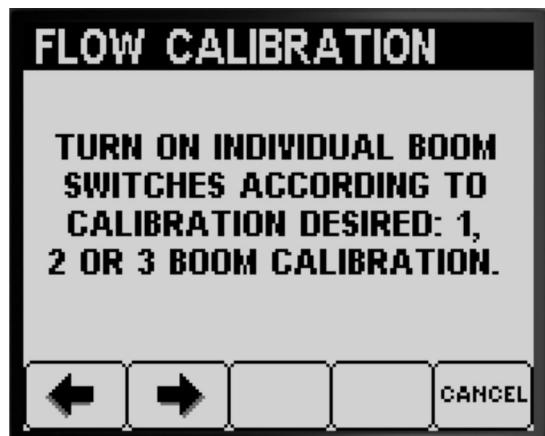 FLOW CALIBRATION
TURN ON INDIVIDUAL BOOM
SWITCHES ACCORDING TO
CALIBRATION DESIRED: 1,
2 OR 3 BOOM CALIBRATION.
CANCEL